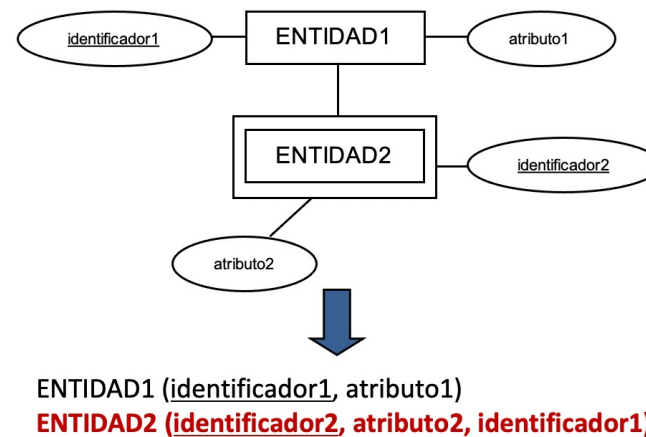 identificador1 ENTIDAD1 atributo1
ENTIDAD2
identificador2
atributo2
ENTIDAD1 (identificador1, atributo1)
ENTIDAD2 (identificador2, atributo2, identificador1)